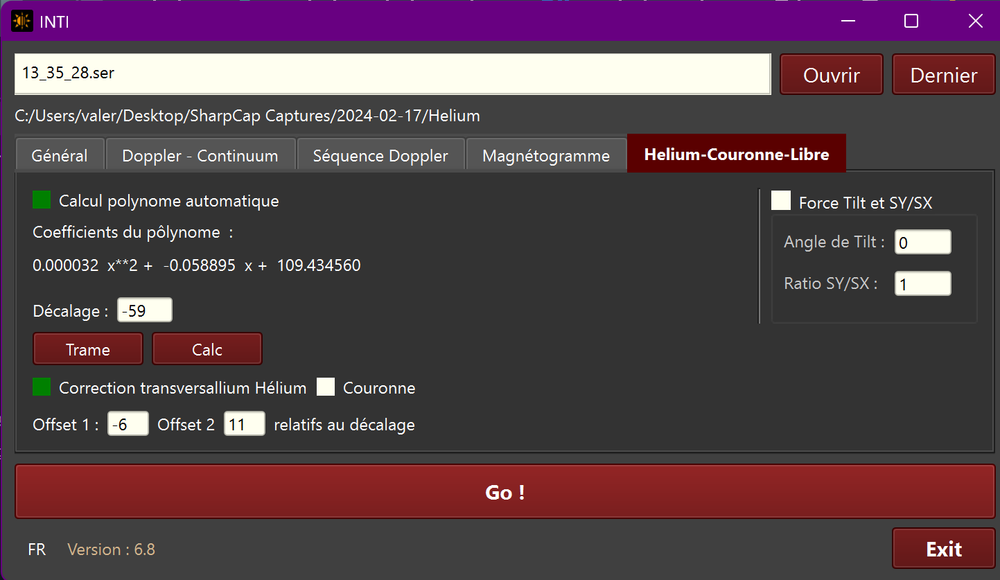 INTI
13_35_28.ser Ouvrir Dernier
C:/Users/valer/Desktop/SharpCap Captures/2024-02-17/Helium
Général Doppler - Continuum Séquence Doppler Magnétogramme Helium-Couronne-Libre
Calcul polynome automatique
Coefficients du pôlynome :
0.000032 x**2 + -0.058895 x + 109.434560
Décalage : -59
Trame Calc
Correction transversallium Hélium Couronne
Offset 1 : -6 Offset 2 11 relatifs au décalage
Force Tilt et SY/SX
Angle de Tilt : 0
Ratio SY/SX : 1
Go !
FR Version : 6.8 Exit